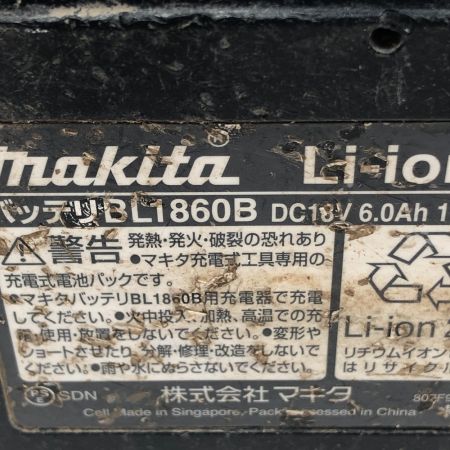 makita Li-ion
バッテリBL1860B DC18V 6.0Ah 1
警告 発熱・発火・破裂の恐れあり
●マキタ充電式工具専用の
充電式電池パックです。
●マキタバッテリBL1860B用充電器で充電
してください。●火中投入、加熱、高温での充
電・使用・放置をしないでください。●変形や
ショートさせたり、分解・修理・改造をしないで
ください。●雨や水にぬらさないでください。
Li-ion
リチウムイオン
はリサイクル
PS SDN 株式会社マキタ
Cell Made in Singapore, Pack Processed in China